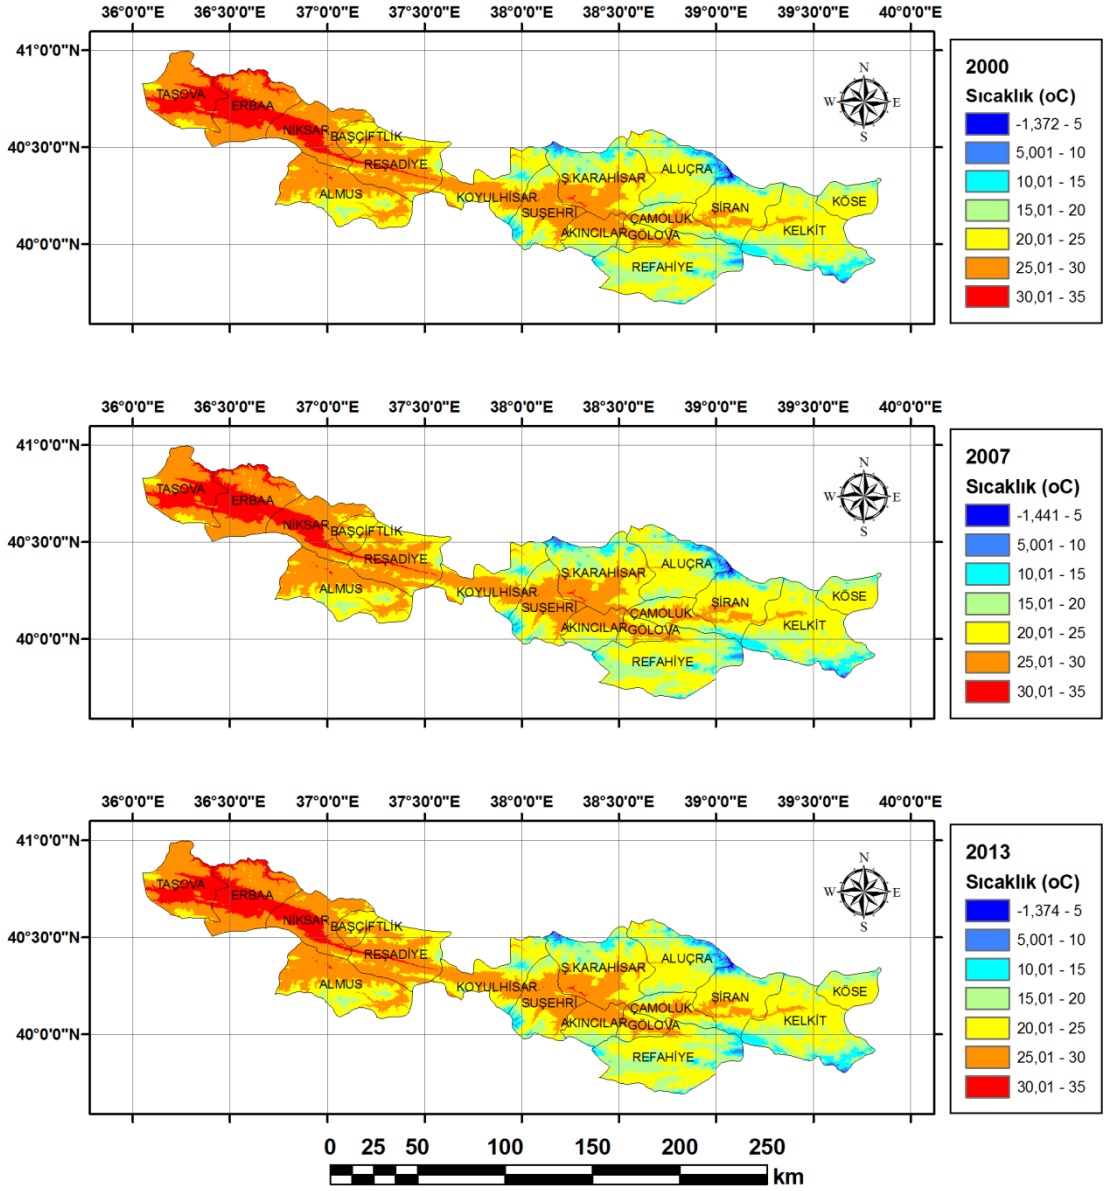 36°0'0"E 36°30'0"E 37°0'0"E 37°30'0"E 38°0'0"E 38°30'0"E 39°0'0"E 39°30'0"E 40°0'0"E
41°0'0"N
40°30'0"N
40°0'0"N
TAŞOVA
ERBAA
NİKSAR
BAŞÇİFTLİK
REŞADİYE
ALMUS
KOYULHİSAR
SUŞEHRİ
Ş.KARAHİSAR
ALUÇRA
AKINCILAR
GÖLOVA
ÇAMOLUK
ŞİRAN
KELKİT
KÖSE
REFAHİYE
N
W E
S
2000
Sıcaklık (oC)
-1,372 - 5
5,001 - 10
10,01 - 15
15,01 - 20
20,01 - 25
25,01 - 30
30,01 - 35
36°0'0"E 36°30'0"E 37°0'0"E 37°30'0"E 38°0'0"E 38°30'0"E 39°0'0"E 39°30'0"E 40°0'0"E
41°0'0"N
40°30'0"N
40°0'0"N
TAŞOVA
ERBAA
NİKSAR
BAŞÇİFTLİK
REŞADİYE
ALMUS
KOYULHİSAR
SUŞEHRİ
Ş.KARAHİSAR
ALUÇRA
AKINCILAR
GÖLOVA
ÇAMOLUK
ŞİRAN
KELKİT
KÖSE
REFAHİYE
N
W E
S
2007
Sıcaklık (oC)
-1,441 - 5
5,001 - 10
10,01 - 15
15,01 - 20
20,01 - 25
25,01 - 30
30,01 - 35
36°0'0"E 36°30'0"E 37°0'0"E 37°30'0"E 38°0'0"E 38°30'0"E 39°0'0"E 39°30'0"E 40°0'0"E
41°0'0"N
40°30'0"N
40°0'0"N
TAŞOVA
ERBAA
NİKSAR
BAŞÇİFTLİK
REŞADİYE
ALMUS
KOYULHİSAR
SUŞEHRİ
Ş.KARAHİSAR
ALUÇRA
AKINCILAR
GÖLOVA
ÇAMOLUK
ŞİRAN
KELKİT
KÖSE
REFAHİYE
N
W E
S
2013
Sıcaklık (oC)
-1,374 - 5
5,001 - 10
10,01 - 15
15,01 - 20
20,01 - 25
25,01 - 30
30,01 - 35
0 25 50 100 150 200 250
km